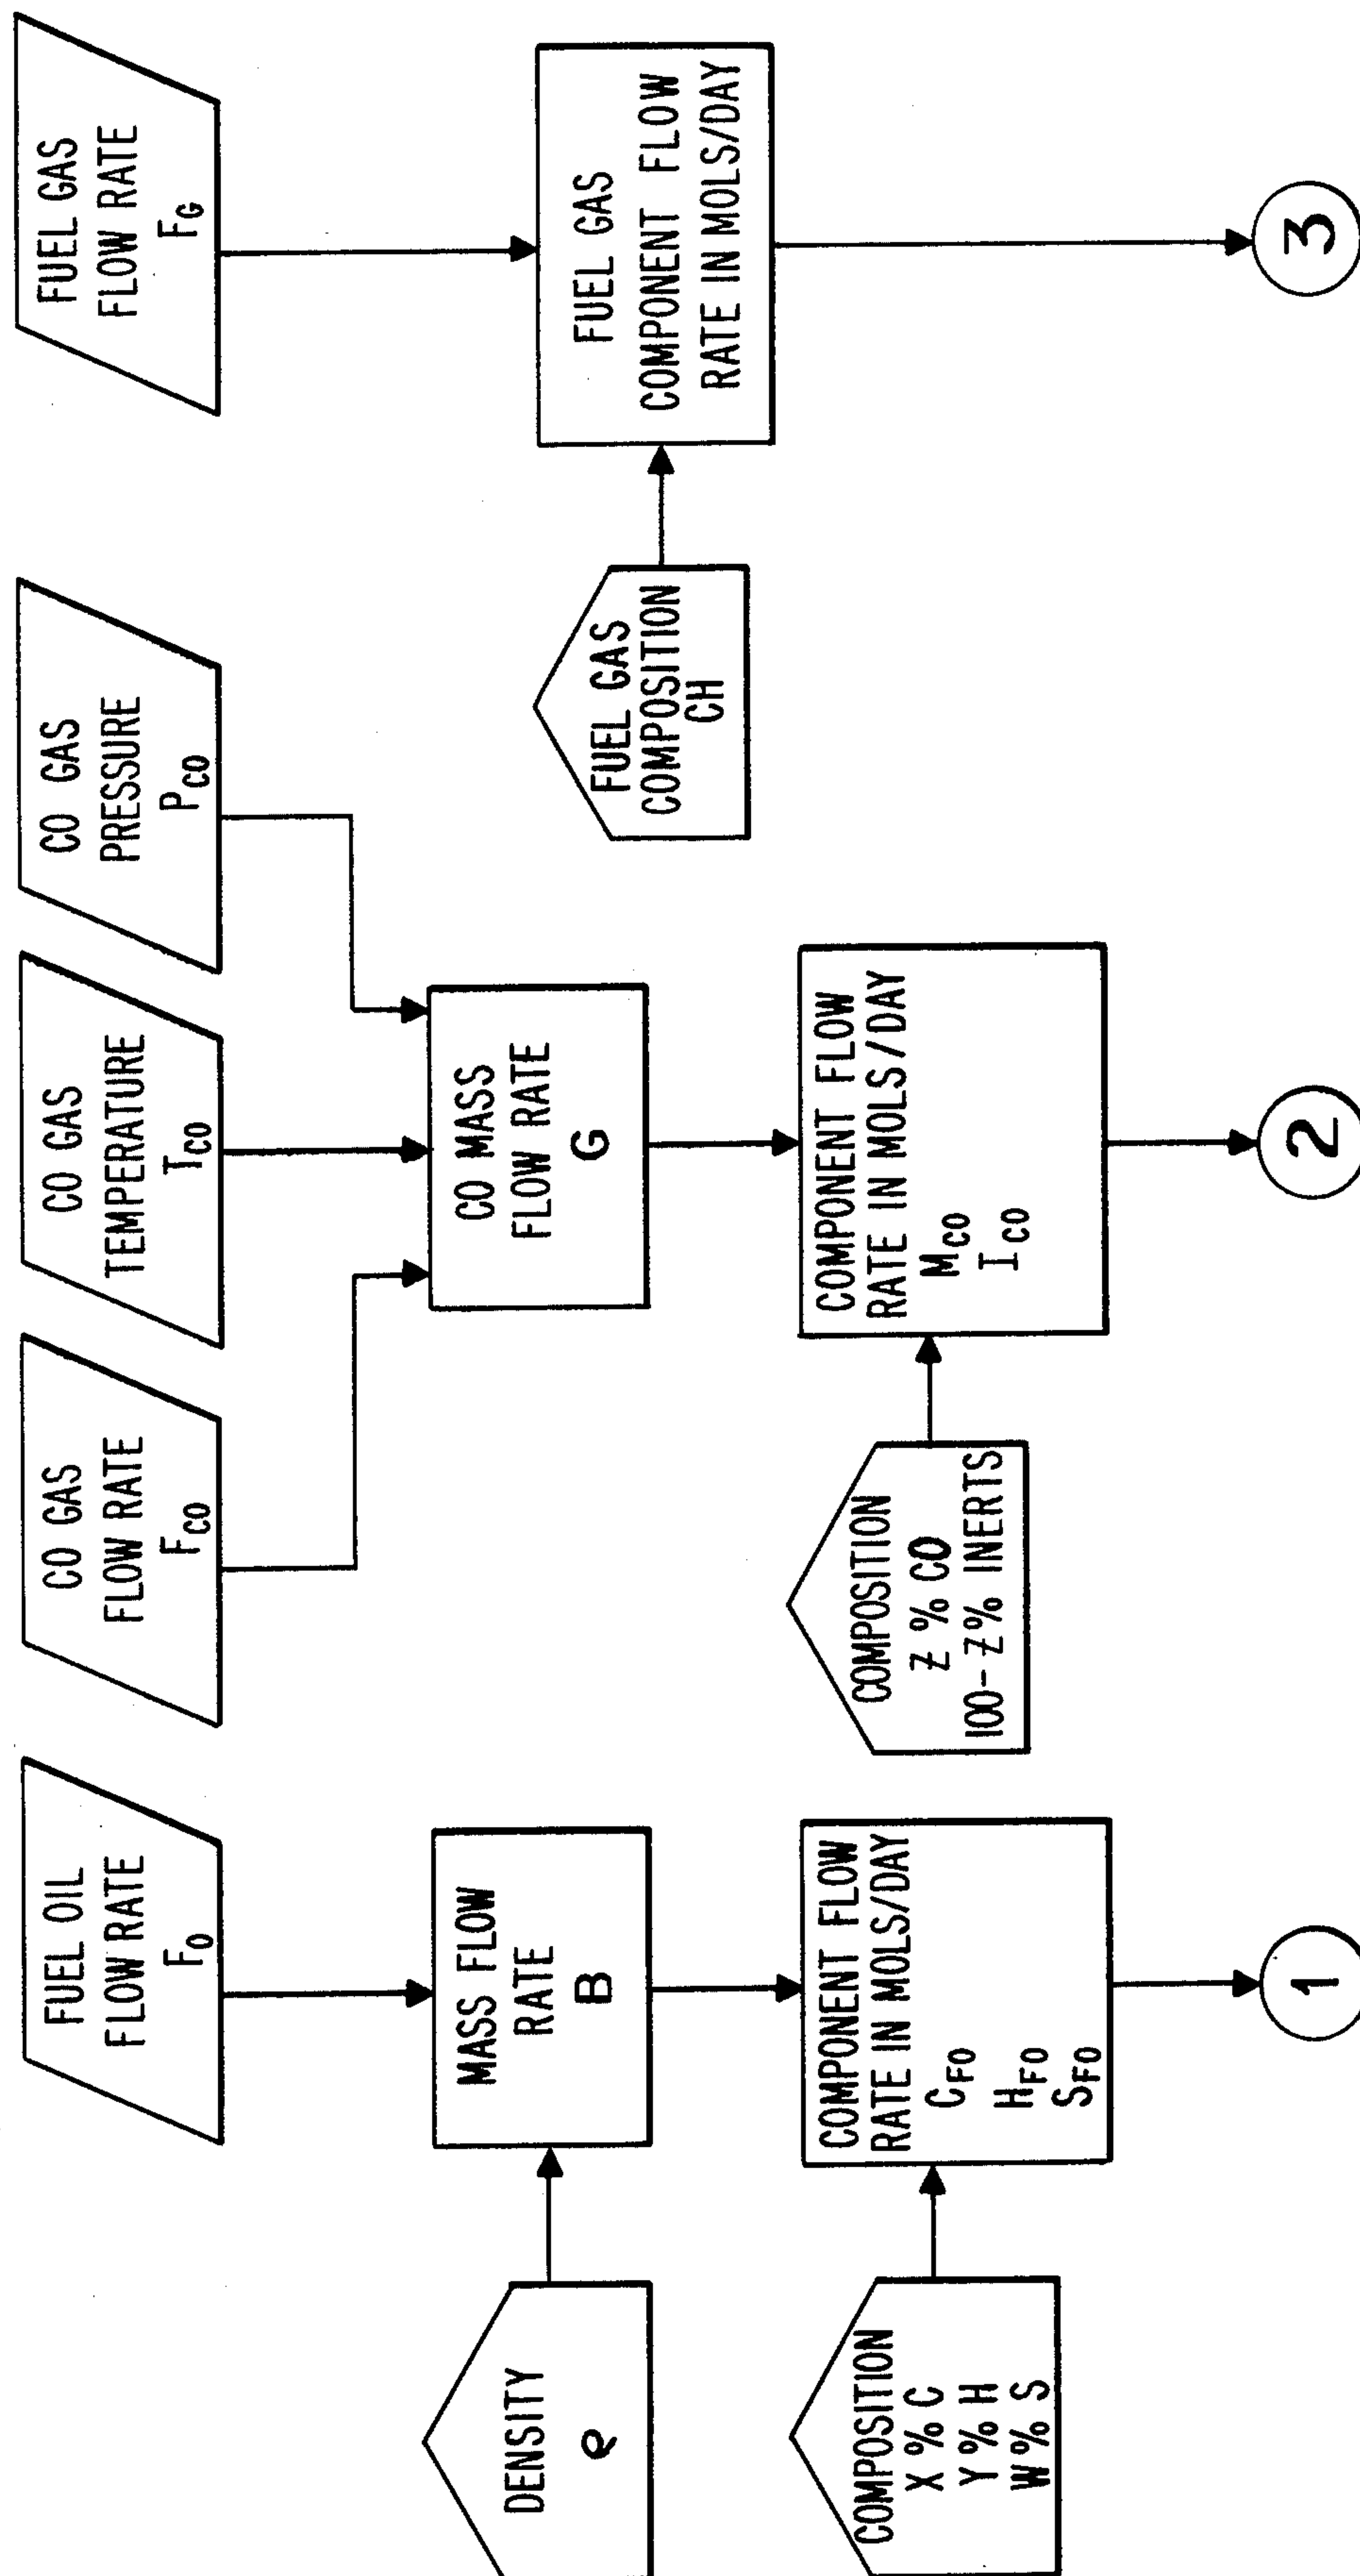 FUEL OIL
FLOW RATE
F₀
CO GAS
FLOW RATE
F_CO
CO GAS
TEMPERATURE
T_CO
CO GAS
PRESSURE
P_CO
FUEL GAS
FLOW RATE
F_G
DENSITY
ρ
MASS FLOW
RATE
B
CO MASS
FLOW RATE
G
FUEL GAS
COMPOSITION
CH
FUEL GAS
COMPONENT FLOW
RATE IN MOLS/DAY
COMPOSITION
X % C
Y % H
W % S
COMPONENT FLOW
RATE IN MOLS/DAY
C_FO
H_FO
S_FO
COMPOSITION
Z % CO
100-Z% INERTS
COMPONENT FLOW
RATE IN MOLS/DAY
M_CO
I_CO
1
2
3